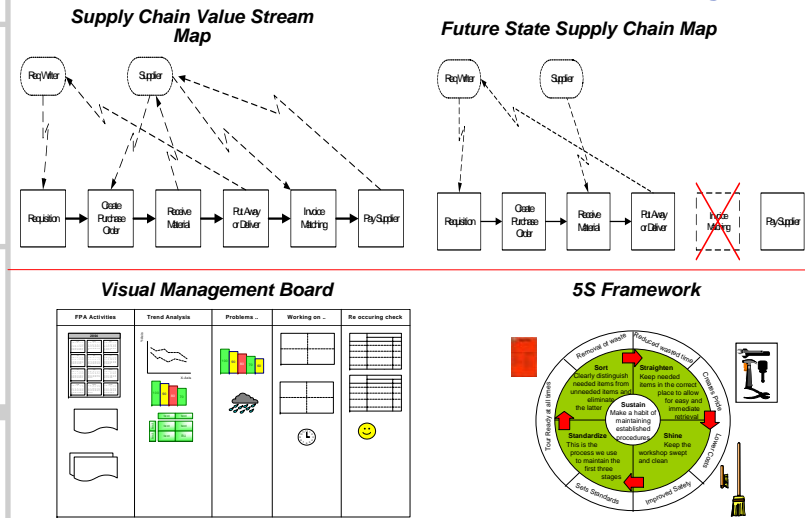 Supply Chain Value Stream
Map
Future State Supply Chain Map
Req Writer
Supplier
Req Writer
Supplier
Requisition
Create
Purchase
Order
Receive
Material
Put Away
or Deliver
Invoice
Matching
Pay Supplier
Requisition
Create
Purchase
Order
Receive
Material
Put Away
or Deliver
Invoice
Matching
Pay Supplier
Visual Management Board
5S Framework
FPA Activities
Trend Analysis
Problems ..
Working on ..
Re occuring check
Removal of waste
Reduced wasted time
Creates Pride
Lower Costs
Improved Safety
Sets Standards
Tour Ready at all times
Sort
Clearly distinguish
needed items from
unneeded items and
eliminate
the latter
Straighten
Keep needed
items in the correct
place to allow
for easy and
immediate
retrieval
Sustain
Make a habit of
maintaining
established
procedures
Standardize
This is the
process we use
to maintain the
first three
stages
Shine
Keep the
workshop swept
and clean